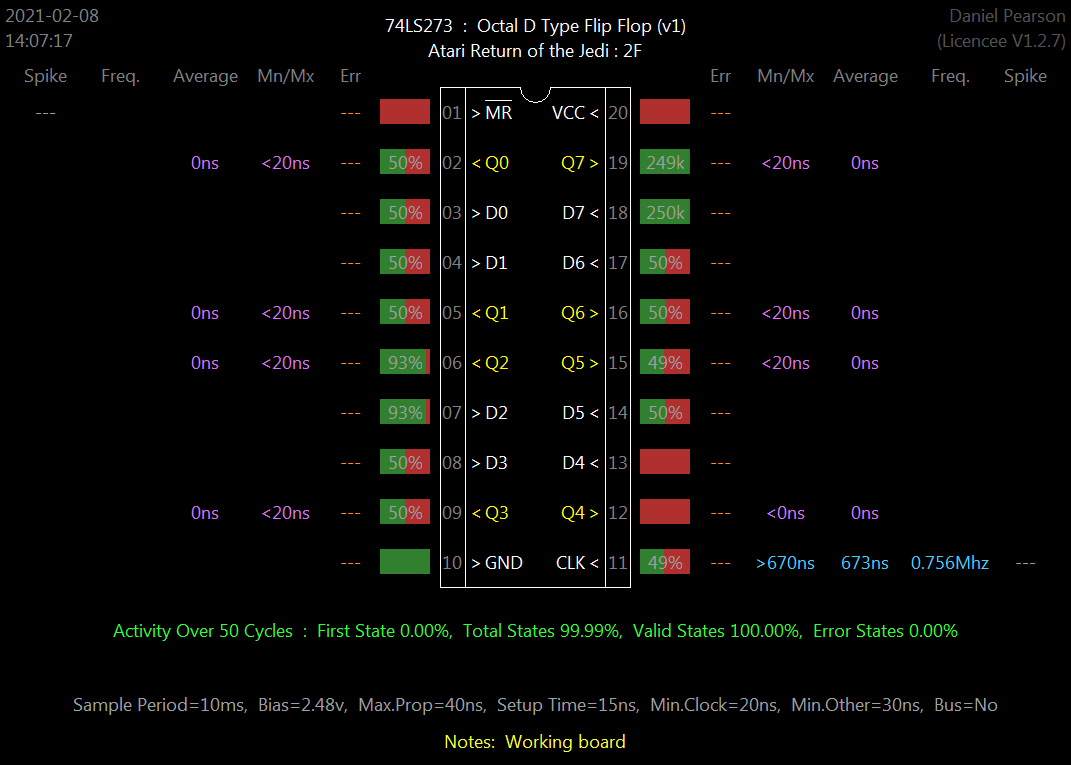 2021-02-08 74LS273 : Octal D Type Flip Flop (v1) Daniel Pearson
14:07:17 Atari Return of the Jedi : 2F (Licencee V1.2.7)
Spike Freq. Average Mn/Mx Err Err Mn/Mx Average Freq. Spike
--- --- 01 > MR VCC < 20 ---
0ns <20ns --- 50% 02 < Q0 Q7 > 19 249k --- <20ns 0ns
--- 50% 03 > D0 D7 < 18 250k ---
--- 50% 04 > D1 D6 < 17 50% ---
0ns <20ns --- 50% 05 < Q1 Q6 > 16 50% --- <20ns 0ns
0ns <20ns --- 93% 06 < Q2 Q5 > 15 49% --- <20ns 0ns
--- 93% 07 > D2 D5 < 14 50% ---
--- 50% 08 > D3 D4 < 13 ---
0ns <20ns --- 50% 09 < Q3 Q4 > 12 --- <0ns 0ns
--- 10 > GND CLK < 11 49% --- >670ns 673ns 0.756Mhz ---
Activity Over 50 Cycles : First State 0.00%, Total States 99.99%, Valid States 100.00%, Error States 0.00%
Sample Period=10ms, Bias=2.48v, Max.Prop=40ns, Setup Time=15ns, Min.Clock=20ns, Min.Other=30ns, Bus=No
Notes: Working board